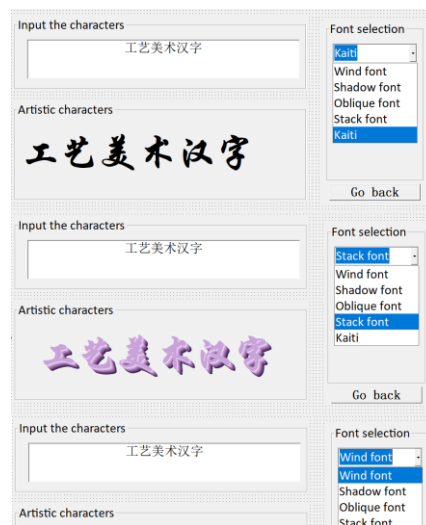 Input the characters
工艺美术汉字
Artistic characters
工艺美术汉字
Font selection
Kaiti
Wind font
Shadow font
Oblique font
Stack font
Kaiti
Go back
Input the characters
工艺美术汉字
Artistic characters
工艺美术汉字
Font selection
Stack font
Wind font
Shadow font
Oblique font
Stack font
Kaiti
Go back
Input the characters
工艺美术汉字
Artistic characters
Font selection
Wind font
Wind font
Shadow font
Oblique font
Stack font